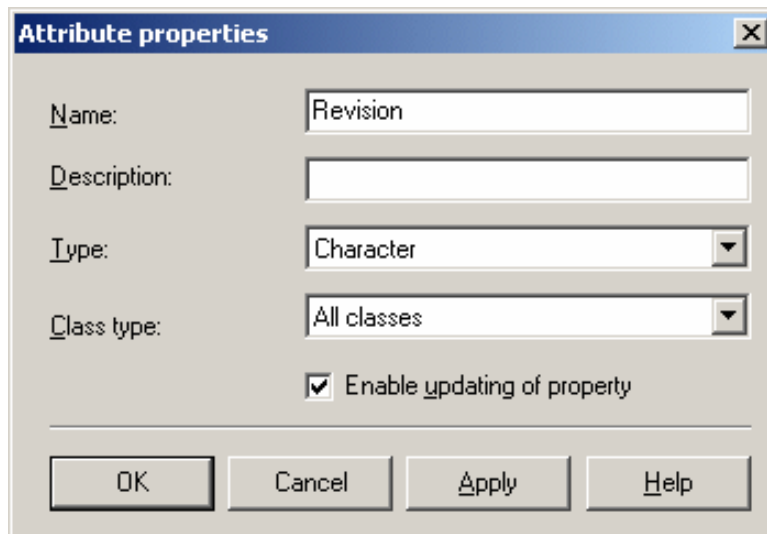 Attribute properties
Name: Revision
Description:
Type: Character
Class type: All classes
Enable updating of property
OK Cancel Apply Help